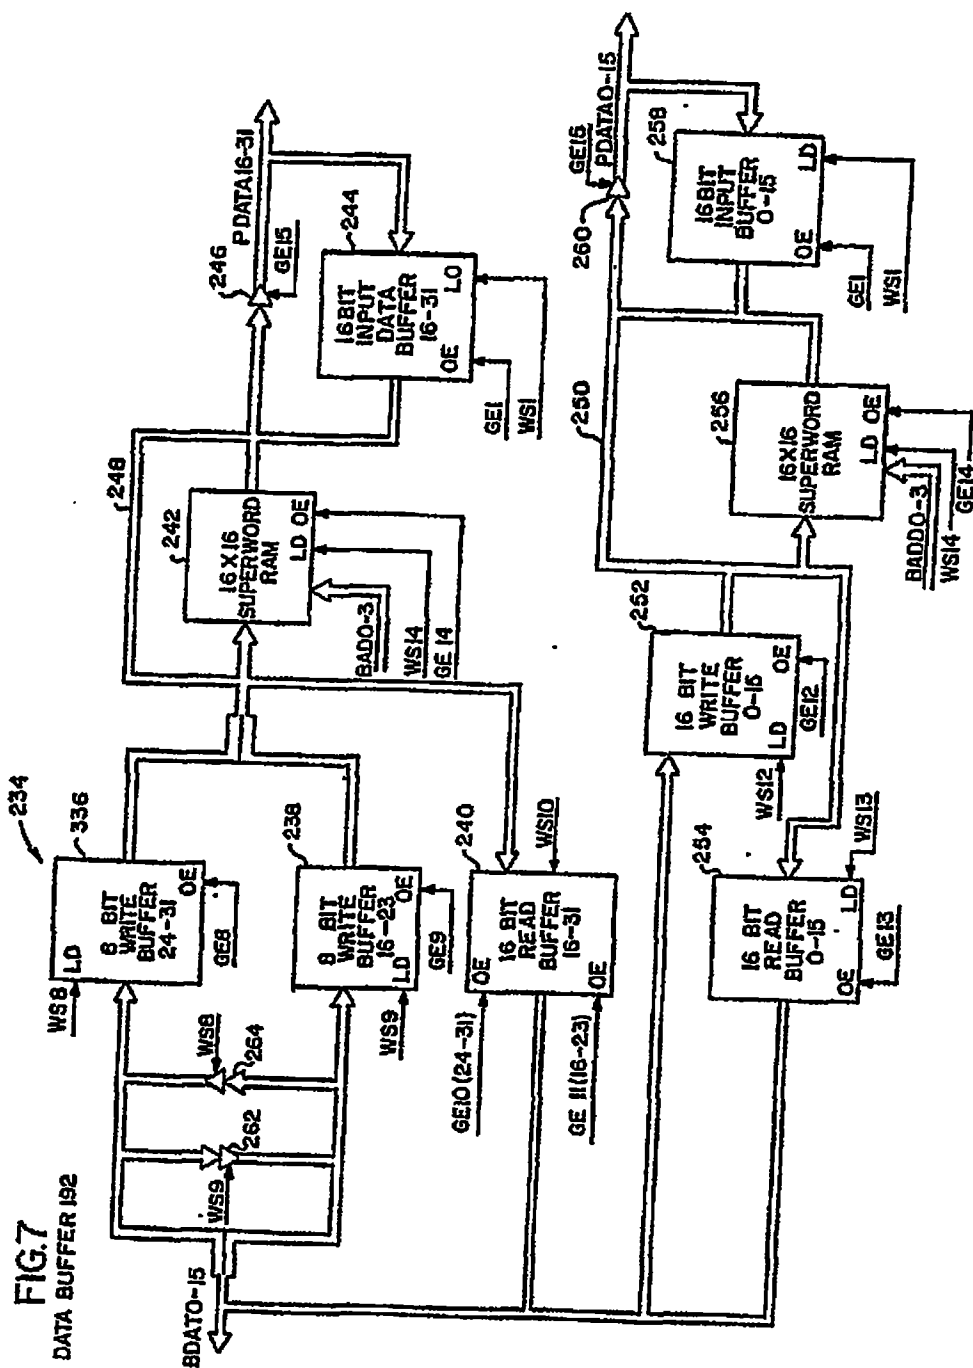 FIG.7
DATA BUFFER 192
234
BDAT0-15
WS9
262
WS8
264
WS8
LD
8 BIT
WRITE
BUFFER
24-31
OE
336
GE8
WS9
LD
8 BIT
WRITE
BUFFER
16-23
OE
238
GE9
GE10(24-31)
OE
16 BIT
READ
BUFFER
16-31
OE
240
WS10
GE 11(16-23)
248
242
16X16
SUPERWORD
RAM
LD OE
BADD0-3
WS14
GE 14
246
PDATA16-31
GE15
244
16BIT
INPUT
DATA
BUFFER
16-31
OE
LO
GE1
WS1
252
16 BIT
WRITE
BUFFER
0-15
LD
OE
WS12
GE12
254
16 BIT
READ
BUFFER
0-15
OE
LD
WS13
GE13
250
256
16X16
SUPERWORD
RAM
LD OE
BADD0-3
WS14
GE14
260
GE15
PDATA0-15
258
16BIT
INPUT
BUFFER
0-15
OE
LD
GE1
WS1